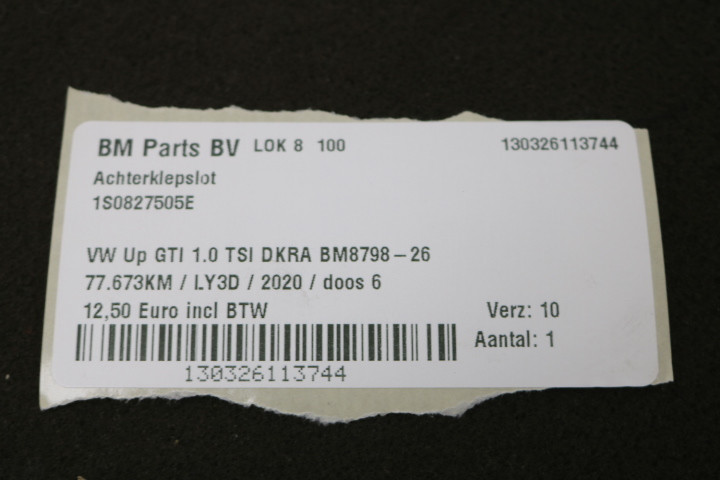 BM Parts BV LOK 8 100 130326113744
Achterklepslot
1S0827505E
VW Up GTI 1.0 TSI DKRA BM8798-26
77.673KM / LY3D / 2020 / doos 6
12,50 Euro incl BTW Verz: 10
Aantal: 1
130326113744